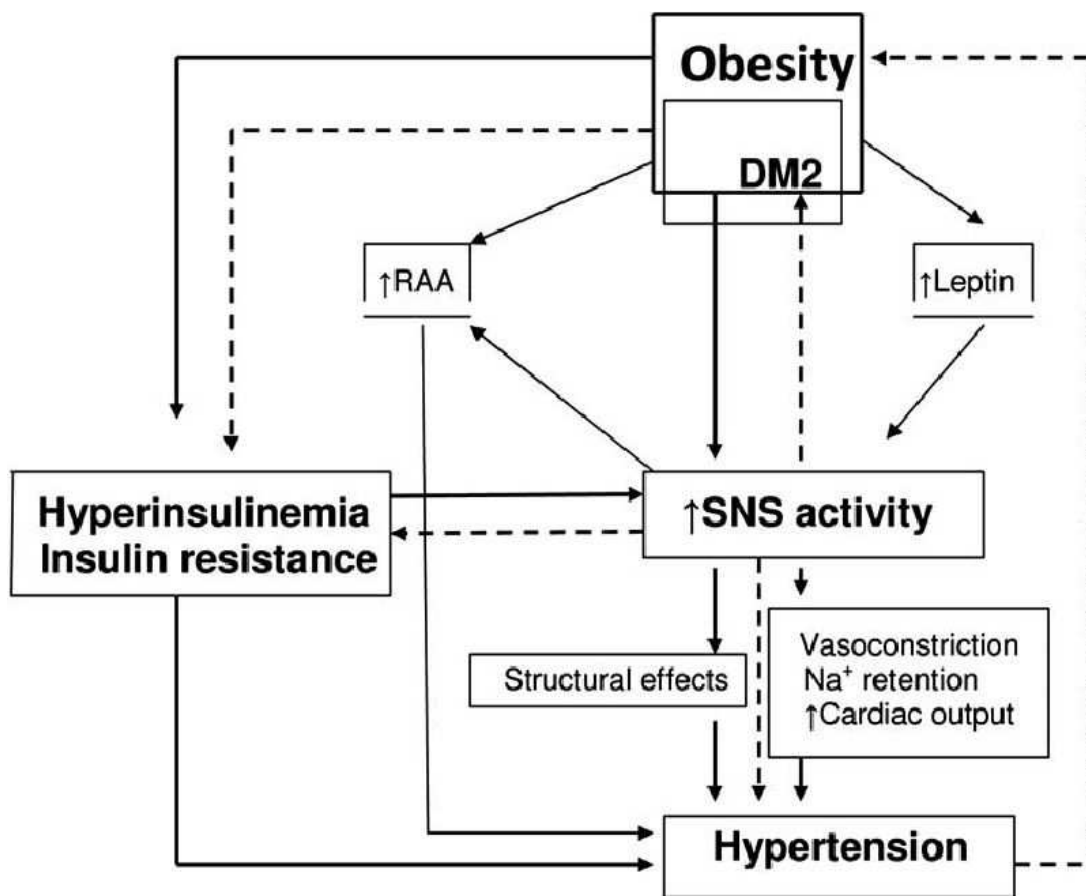 Obesity
DM2
↑RAA
↑Leptin
Hyperinsulinemia
Insulin resistance
↑SNS activity
Structural effects
Vasoconstriction
Na⁺ retention
↑Cardiac output
Hypertension